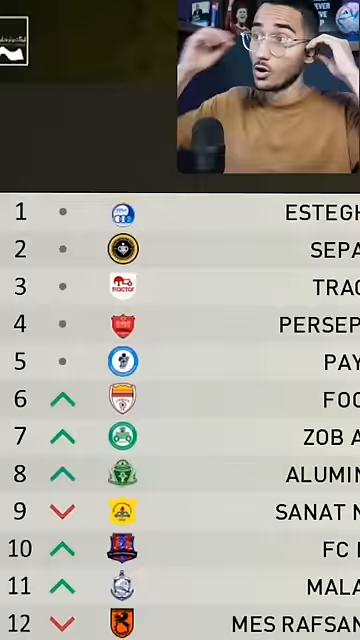 1 ESTEGH
2 SEPA
3 TRACTOR TRAC
4 PERSEP
5 PAY
6 FOO
7 ZOB A
8 ALUMIN
9 SANAT N
10 FC
11 MALA
12 MES RAFSAN